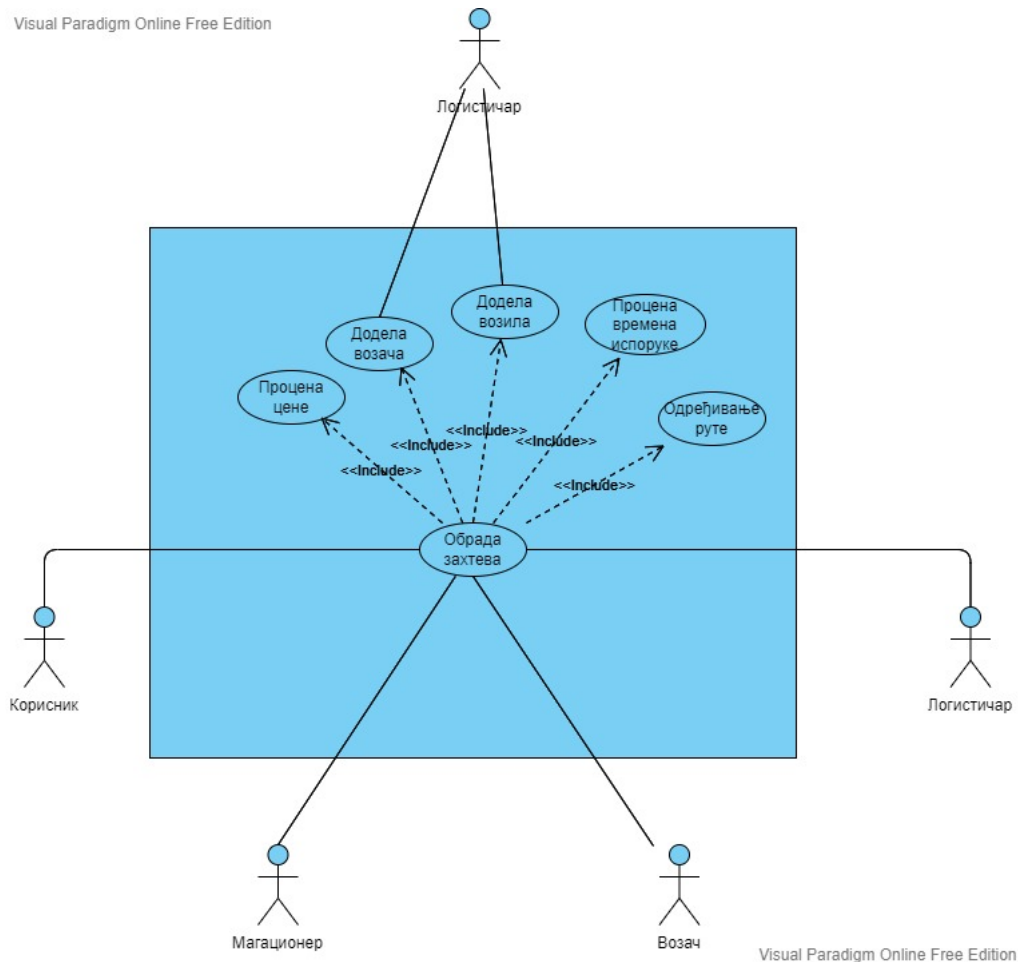 Visual Paradigm Online Free Edition
Логистичар
Додела
возача
Додела
возила
Процена
времена
испоруке
Процена
цене
Одређивање
руте
<<Include>>
<<Include>>
<<Include>>
<<Include>>
<<Include>>
Обрада
захтева
Корисник
Логистичар
Магационер
Возач
Visual Paradigm Online Free Edition